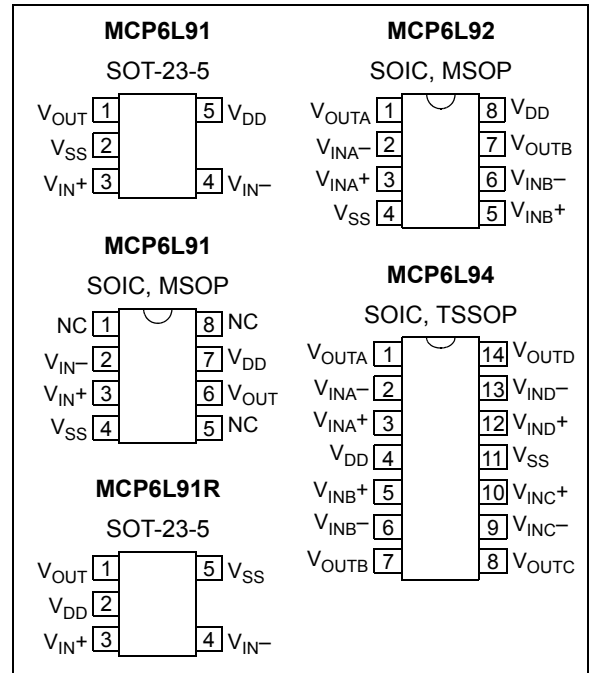 MCP6L91
SOT-23-5
VOUT 1 5 VDD
VSS 2
VIN+ 3 4 VIN–
MCP6L91
SOIC, MSOP
NC 1 8 NC
VIN– 2 7 VDD
VIN+ 3 6 VOUT
VSS 4 5 NC
MCP6L91R
SOT-23-5
VOUT 1 5 VSS
VDD 2
VIN+ 3 4 VIN–
MCP6L92
SOIC, MSOP
VOUTA 1 8 VDD
VINA– 2 7 VOUTB
VINA+ 3 6 VINB–
VSS 4 5 VINB+
MCP6L94
SOIC, TSSOP
VOUTA 1 14 VOUTD
VINA– 2 13 VIND–
VINA+ 3 12 VIND+
VDD 4 11 VSS
VINB+ 5 10 VINC+
VINB– 6 9 VINC–
VOUTB 7 8 VOUTC